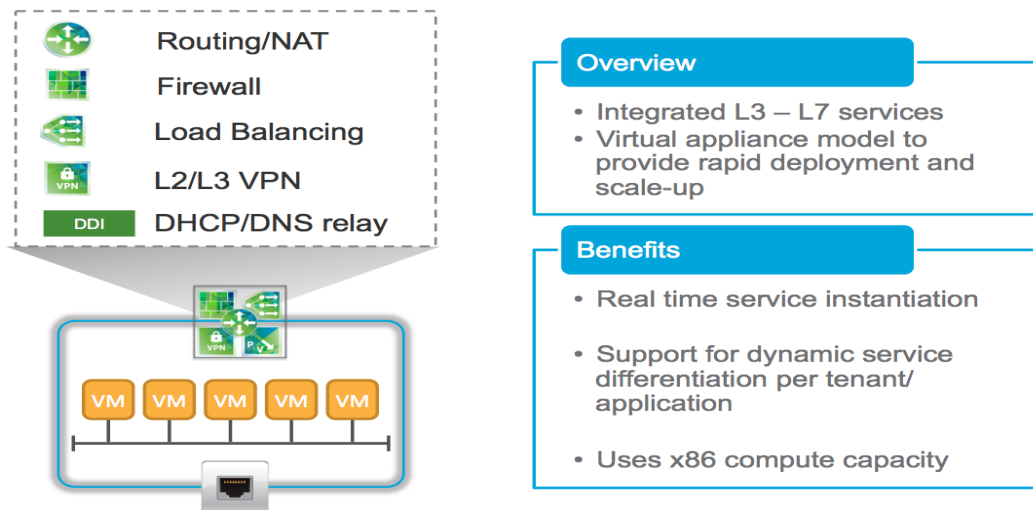 Routing/NAT
Firewall
Load Balancing
VPN
L2/L3 VPN
DDI
DHCP/DNS relay
VPN
P
V
VM
VM
VM
VM
VM
Overview
• Integrated L3 – L7 services
• Virtual appliance model to
provide rapid deployment and
scale-up
Benefits
• Real time service instantiation
• Support for dynamic service
differentiation per tenant/
application
• Uses x86 compute capacity